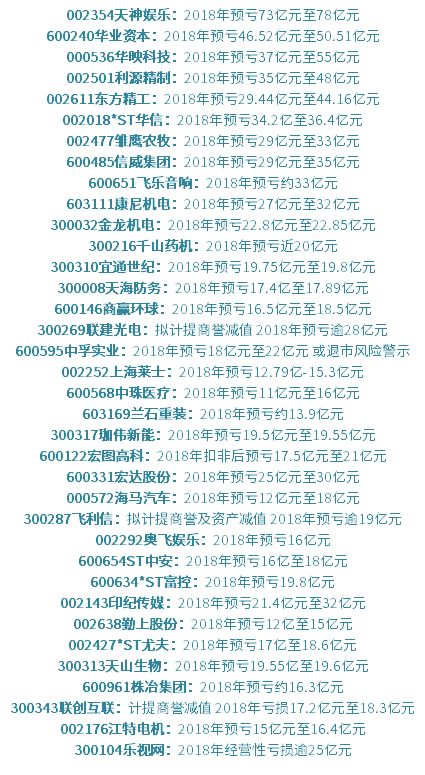 002354天神娱乐：2018年预亏73亿元至78亿元
600240华业资本：2018年预亏46.52亿元至50.51亿元
000536华映科技：2018年预亏37亿元至55亿元
002501利源精制：2018年预亏35亿元至48亿元
002611东方精工：2018年预亏29.44亿元至44.16亿元
002018*ST华信：2018年预亏34.2亿至36.4亿元
002477雏鹰农牧：2018年预亏29亿元至33亿元
600485信威集团：2018年预亏29亿元至35亿元
600651飞乐音响：2018年预亏约33亿元
603111康尼机电：2018年预亏27亿元至32亿元
300032金龙机电：2018年预亏22.8亿元至22.85亿元
300216千山药机：2018年预亏近20亿元
300310宜通世纪：2018年预亏19.75亿元至19.8亿元
300008天海防务：2018年预亏17.4亿至17.89亿元
600146商赢环球：2018年预亏16.5亿元至18.5亿元
300269联建光电：拟计提商誉减值 2018年预亏逾28亿元
600595中孚实业：2018年预亏18亿元至22亿元 或退市风险警示
002252上海莱士：2018年预亏12.79亿-15.3亿元
600568中珠医疗：2018年预亏11亿元至16亿元
603169兰石重装：2018年预亏约13.9亿元
300317珈伟新能：2018年预亏19.5亿元至19.55亿元
600122宏图高科：2018年扣非后预亏17.5亿元至21亿元
600331宏达股份：2018年预亏25亿元至30亿元
000572海马汽车：2018年预亏12亿元至18亿元
300287飞利信：拟计提商誉及资产减值 2018年预亏逾19亿元
002292奥飞娱乐：2018年预亏16亿元
600654ST中安：2018年预亏16亿至18亿元
600634*ST富控：2018年预亏19.8亿元
002143印纪传媒：2018年预亏21.4亿元至32亿元
002638勤上股份：2018年预亏12亿至15亿元
002427*ST尤夫：2018年预亏17亿至18.6亿元
300313天山生物：2018年预亏19.55亿至19.6亿元
600961株冶集团：2018年预亏约16.3亿元
300343联创互联：计提商誉减值 2018年亏损17.2亿元至18.3亿元
002176江特电机：2018年预亏15亿元至16.4亿元
300104乐视网：2018年经营性亏损逾25亿元